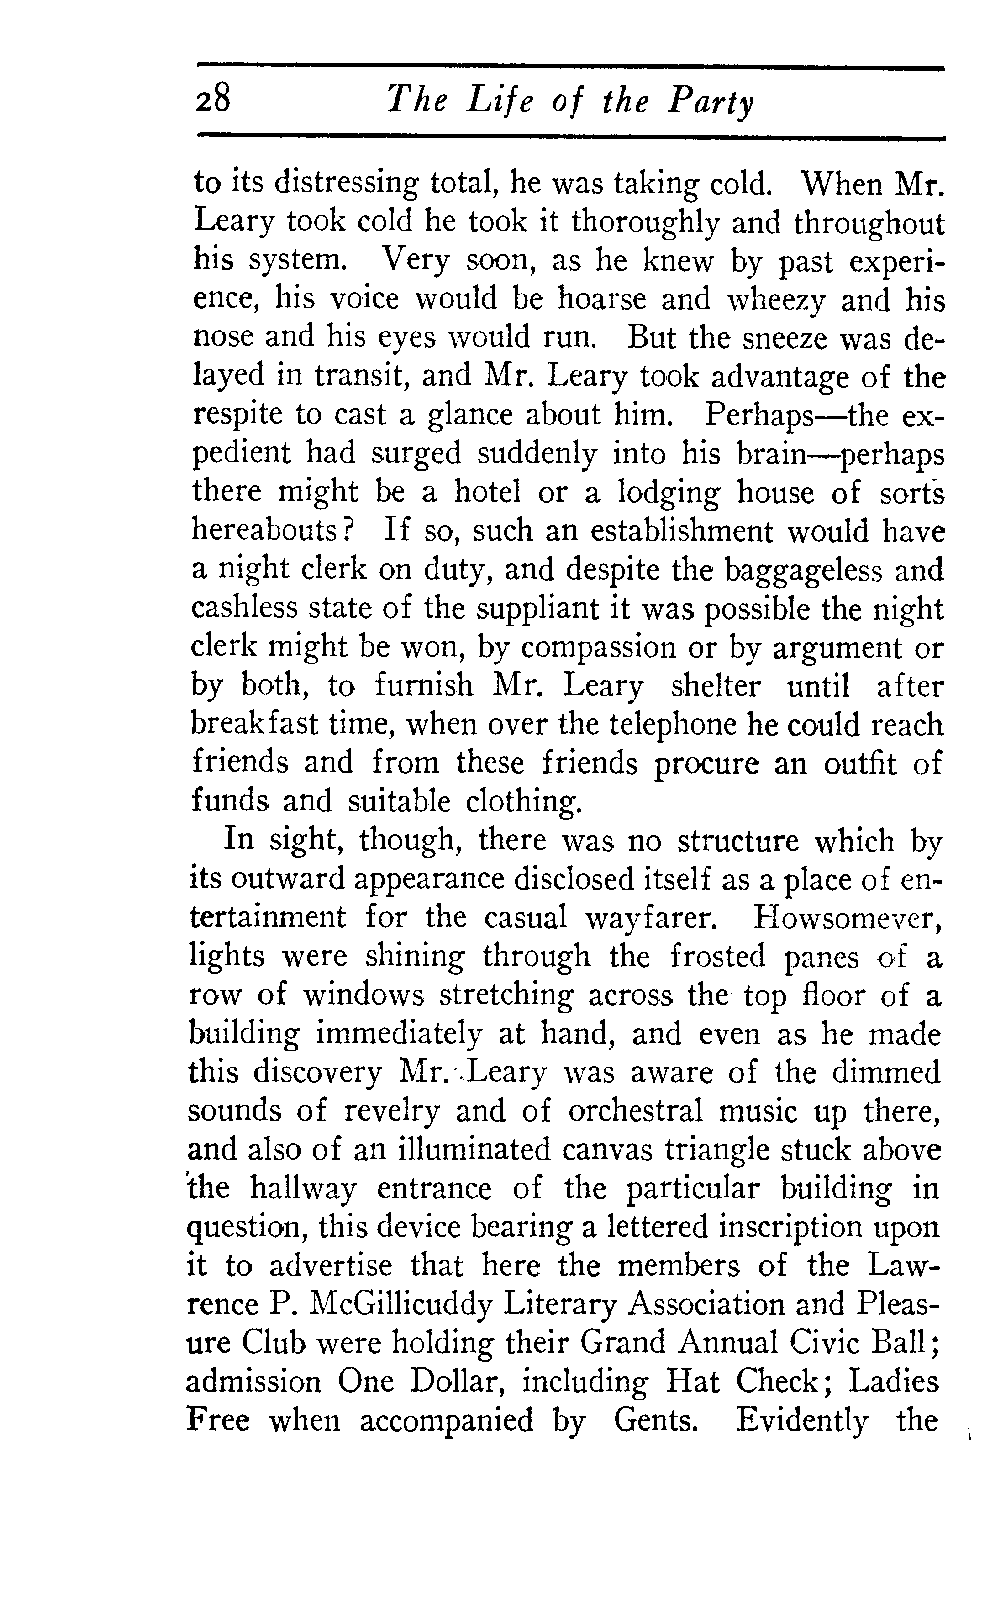 28 The Life of the Party
to its distressing total, he was taking cold. When Mr.
Leary took cold he took it thoroughly and throughout
his system. Very soon, as he knew by past experi-
ence, his voice would be hoarse and wheezy and his
nose and his eyes would run. But the sneeze was de-
layed in transit, and Mr. Leary took advantage of the
respite to cast a glance about him. Perhaps—the ex-
pedient had surged suddenly into his brain—perhaps
there might be a hotel or a lodging house of sorts
hereabouts? If so, such an establishment would have
a night clerk on duty, and despite the baggageless and
cashless state of the suppliant it was possible the night
clerk might be won, by compassion or by argument or
by both, to furnish Mr. Leary shelter until after
breakfast time, when over the telephone he could reach
friends and from these friends procure an outfit of
funds and suitable clothing.
In sight, though, there was no structure which by
its outward appearance disclosed itself as a place of en-
tertainment for the casual wayfarer. Howsomever,
lights were shining through the frosted panes of a
row of windows stretching across the top floor of a
building immediately at hand, and even as he made
this discovery Mr. Leary was aware of the dimmed
sounds of revelry and of orchestral music up there,
and also of an illuminated canvas triangle stuck above
the hallway entrance of the particular building in
question, this device bearing a lettered inscription upon
it to advertise that here the members of the Law-
rence P. McGillicuddy Literary Association and Pleas-
ure Club were holding their Grand Annual Civic Ball;
admission One Dollar, including Hat Check; Ladies
Free when accompanied by Gents. Evidently the